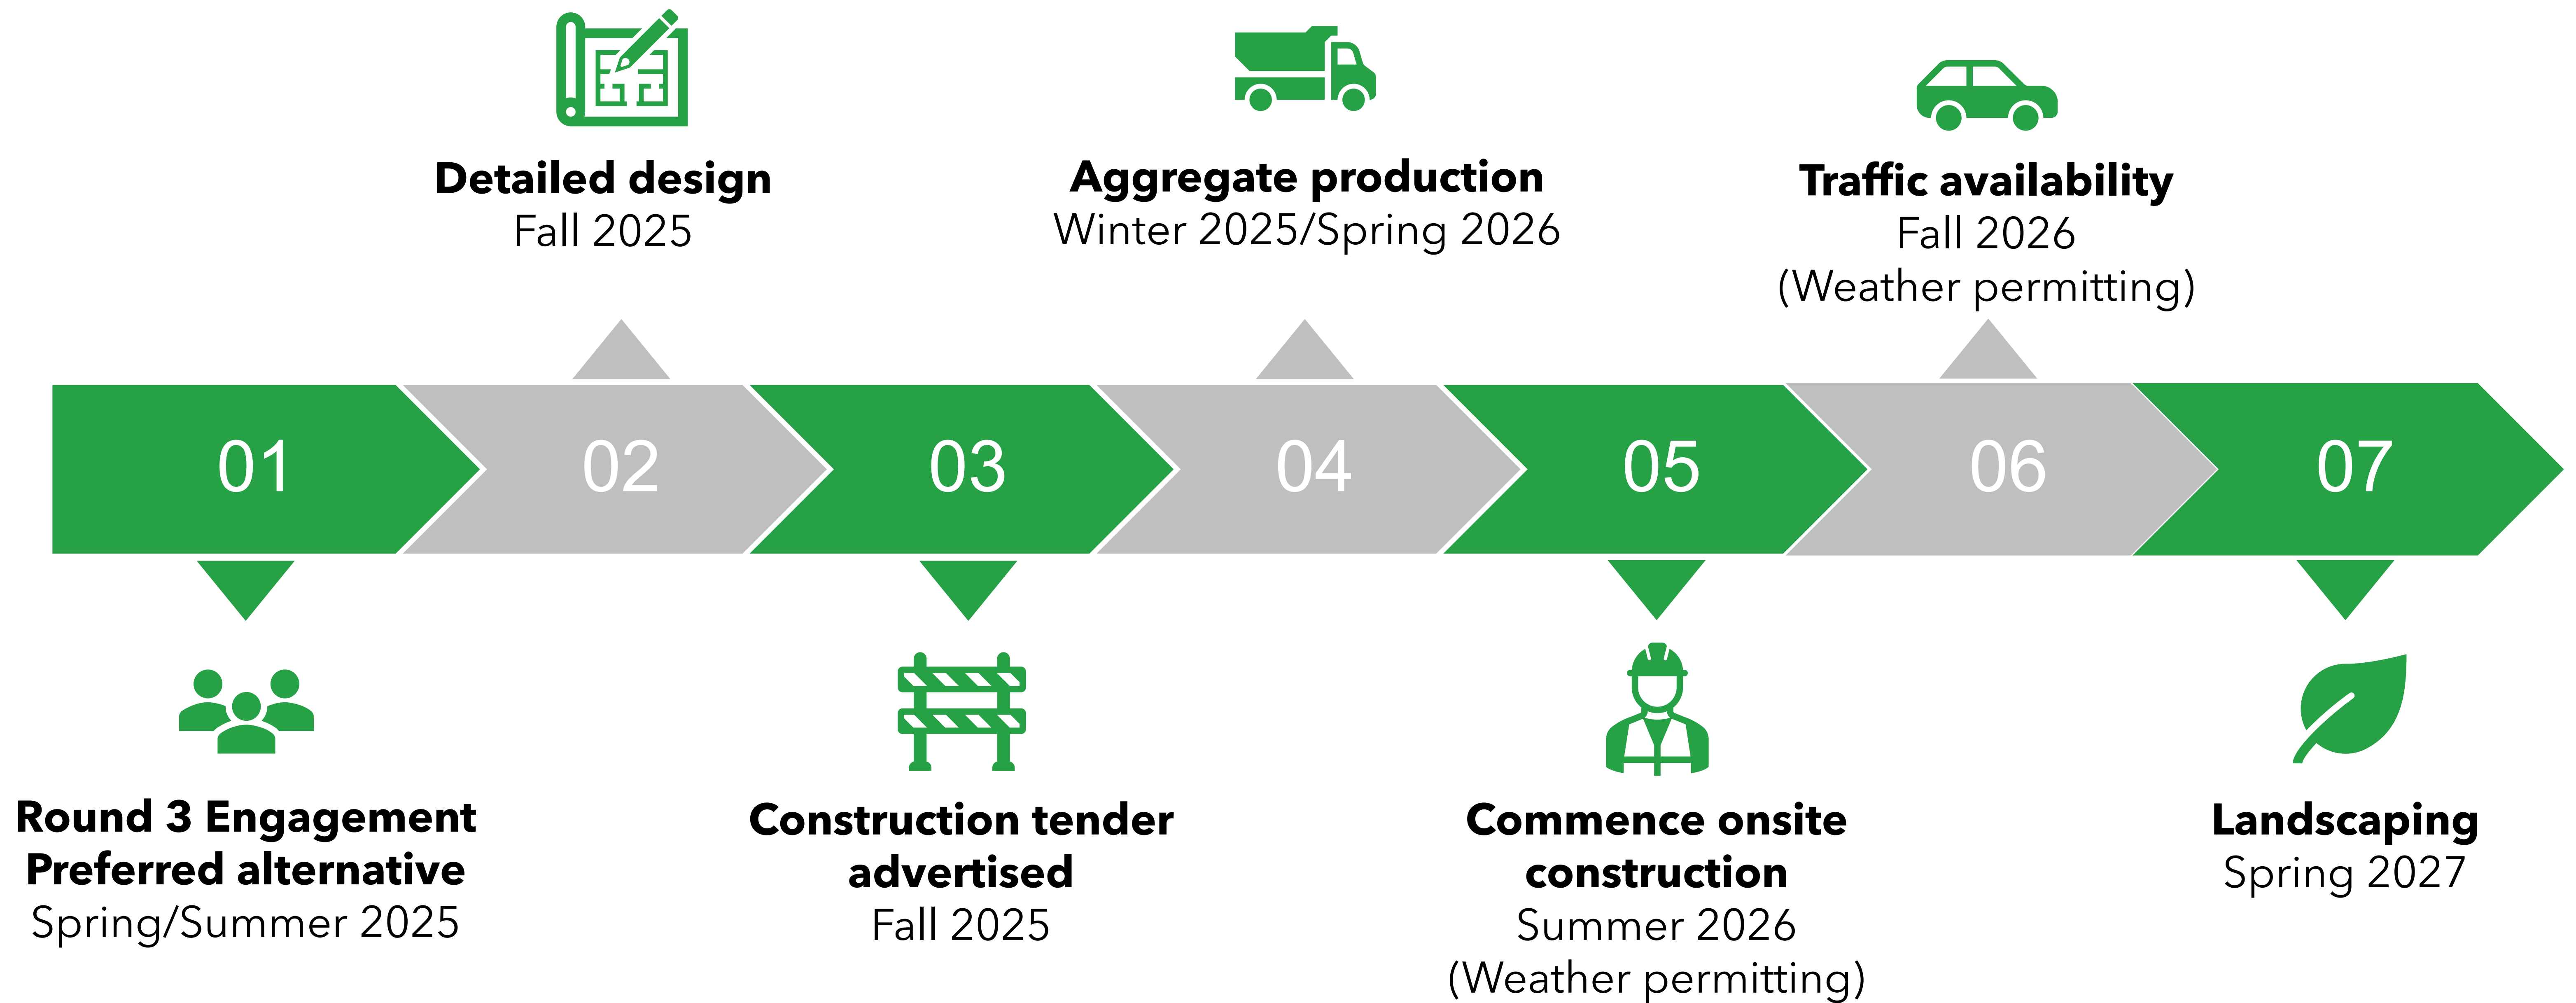 Detailed design
Fall 2025
Aggregate production
Winter 2025/Spring 2026
Traffic availability
Fall 2026
(Weather permitting)
01
02
03
04
05
06
07
Round 3 Engagement
Preferred alternative
Spring/Summer 2025
Construction tender
advertised
Fall 2025
Commence onsite
construction
Summer 2026
(Weather permitting)
Landscaping
Spring 2027